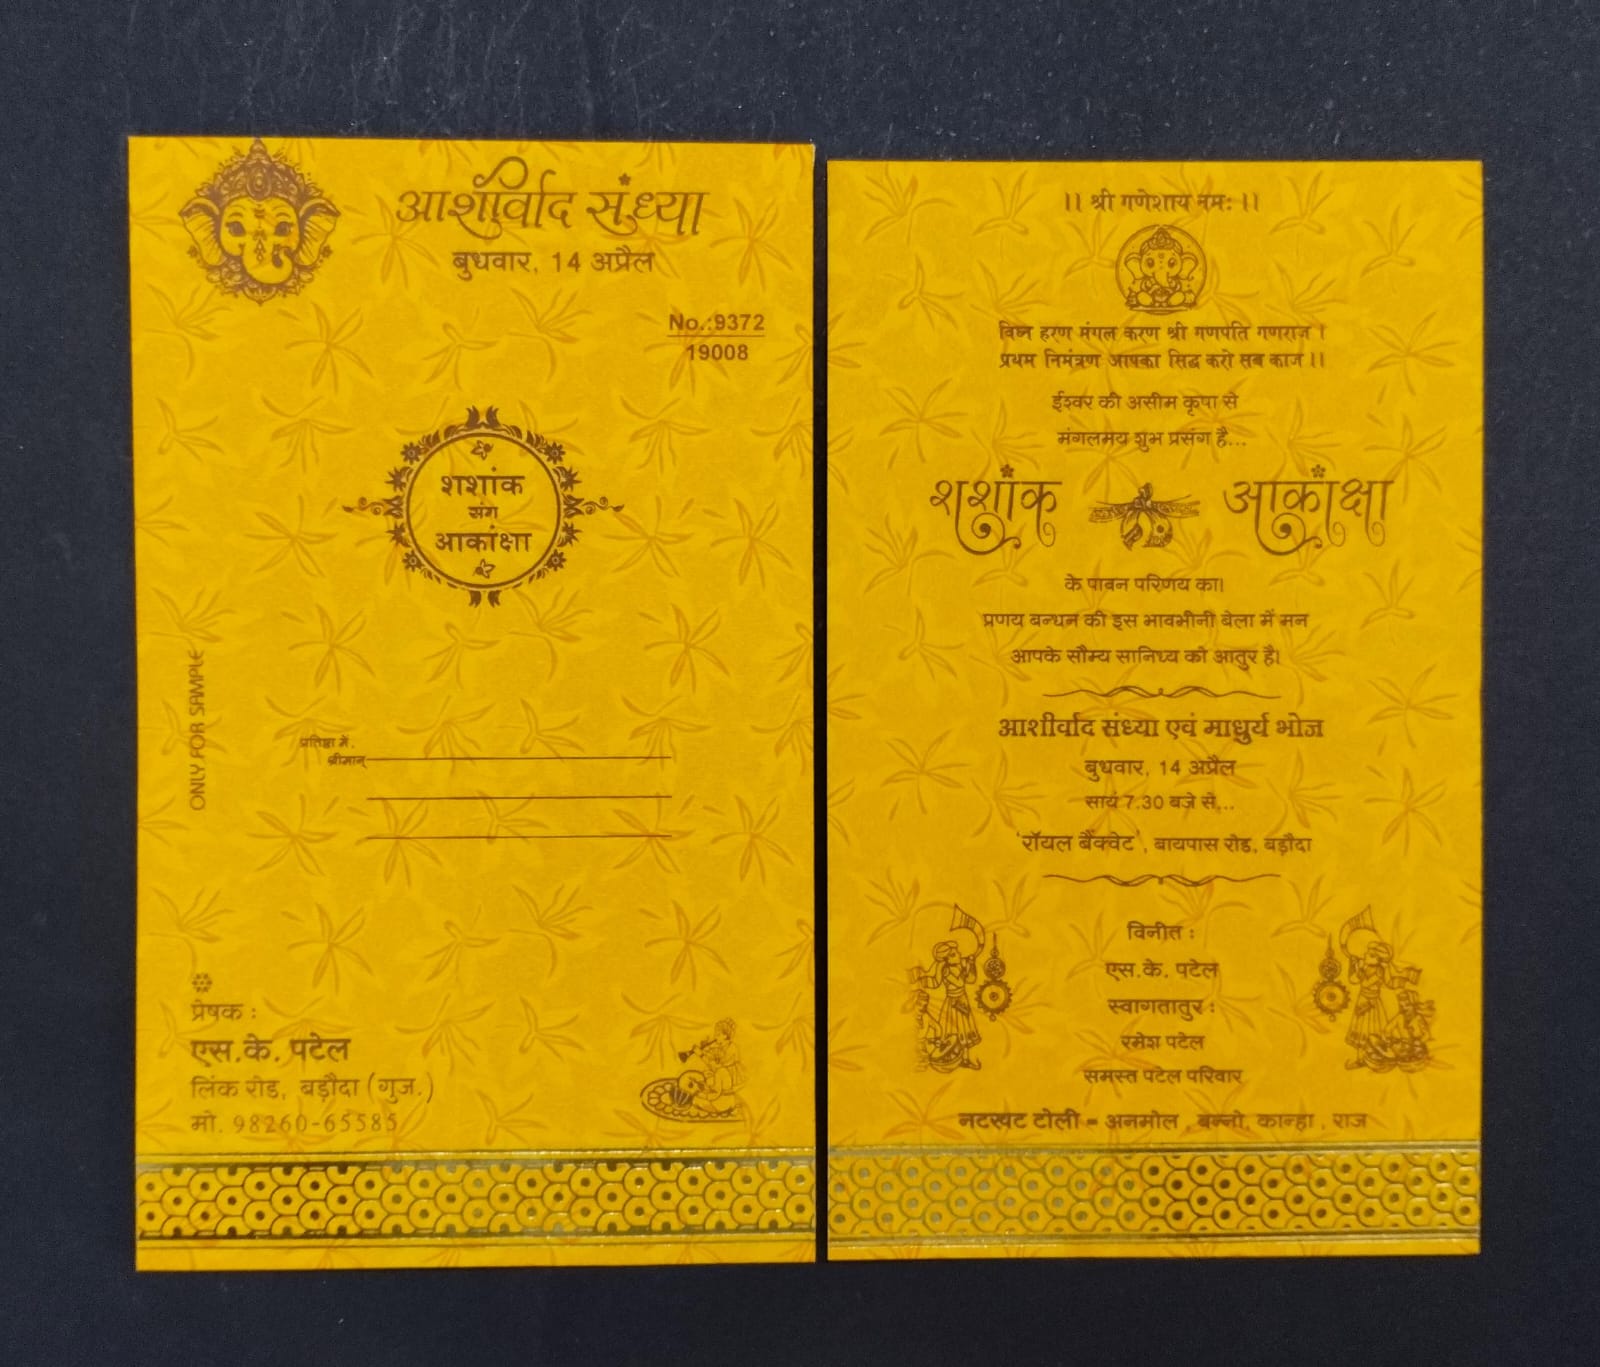 आशीर्वाद संध्या
बुधवार, 14 अप्रैल
No.:9372
19008
शशांक
संग
आकांक्षा
ONLY FOR SAMPLE
प्रतिष्ठा में,
श्रीमान्
प्रेषक :
एस.के. पटेल
लिंक रोड, बड़ौदा (गुज.)
मो. 98260-65585
।। श्री गणेशाय नमः ।।
विघ्न हरण मंगल करण श्री गणपति गणराज ।
प्रथम निमंत्रण आपका सिद्ध करो सब काज ।।
ईश्वर की असीम कृपा से
मंगलमय शुभ प्रसंग है...
शशांक आकांक्षा
के पावन परिणय का।
प्रणय बन्धन की इस भावभीनी बेला में मन
आपके सौम्य सानिध्य को आतुर है।
आशीर्वाद संध्या एवं माधुर्य भोज
बुधवार, 14 अप्रैल
सायं 7.30 बजे से...
'रॉयल बैंक्वेट', बायपास रोड, बड़ौदा
विनीत :
एस.के. पटेल
स्वागतातुर :
रमेश पटेल
समस्त पटेल परिवार
नटखट टोली - अनमोल , बन्नो, कान्हा , राज